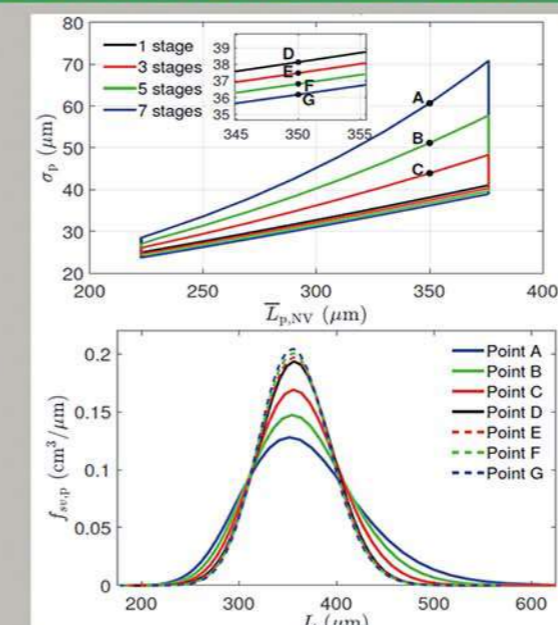 80
70
60
50
40
30
20
σp (μm)
1 stage
3 stages
5 stages
7 stages
39
38
37
36
35
345 350 355
D
E
F
G
A
B
C
200 250 300 350 400
L̅p,NV (μm)
0.2
0.15
0.1
0.05
0
fsv,p (cm³/μm)
Point A
Point B
Point C
Point D
Point E
Point F
Point G
200 300 400 500 600
L (μm)